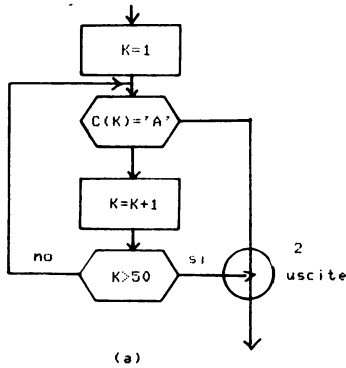 K=1
C(K)='A'
K=K+1
no
K>50
si
2
uscite
(a)